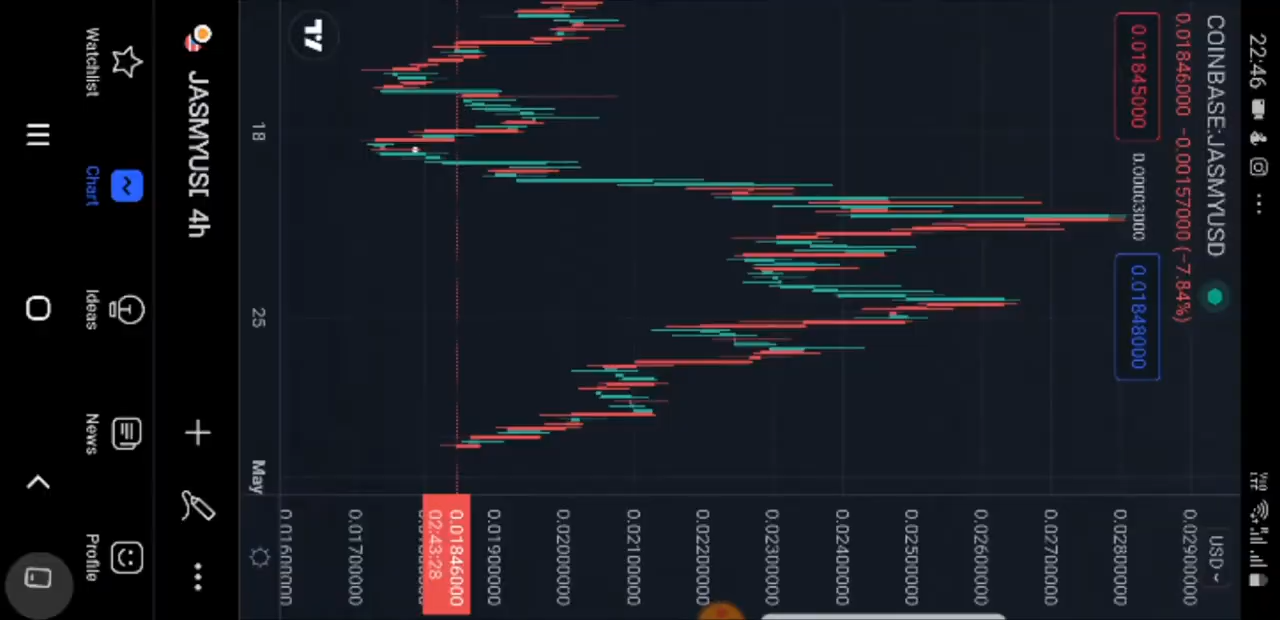 22:46
COINBASE:JASMYUSD
0.01846000 −0.00157000 (−7.84%)
0.01845000
0.00003000
0.01848000
USD
0.02900000
0.02800000
0.02700000
0.02600000
0.02500000
0.02400000
0.02300000
0.02200000
0.02100000
0.02000000
0.01900000
0.01846000
02:43:28
0.01700000
0.01600000
18
25
May
JASMYUSI 4h
Watchlist
Chart
Ideas
News
Profile